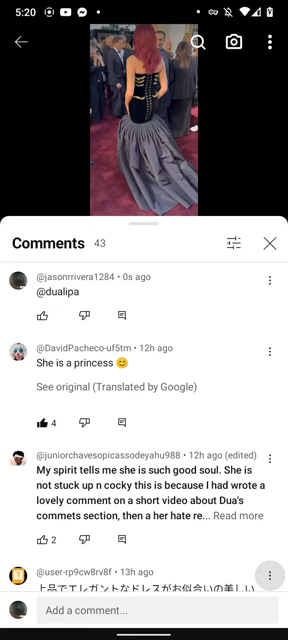 5:20
Comments 43
@jasonrrivera1284 • 0s ago
@dualipa
@DavidPacheco-uf5tm • 12h ago
She is a princess 😊
See original (Translated by Google)
4
@juniorchavesopicassodeyahu988 • 12h ago (edited)
My spirit tells me she is such good soul. She is
not stuck up n cocky this is because I had wrote
a lovely comment on a short video about Dua's
commets section, then a her hate re... Read more
2
@user-rp9cw8rv8f • 13h ago
上品でエレガントなドレスがお似合いの美しい
Add a comment...